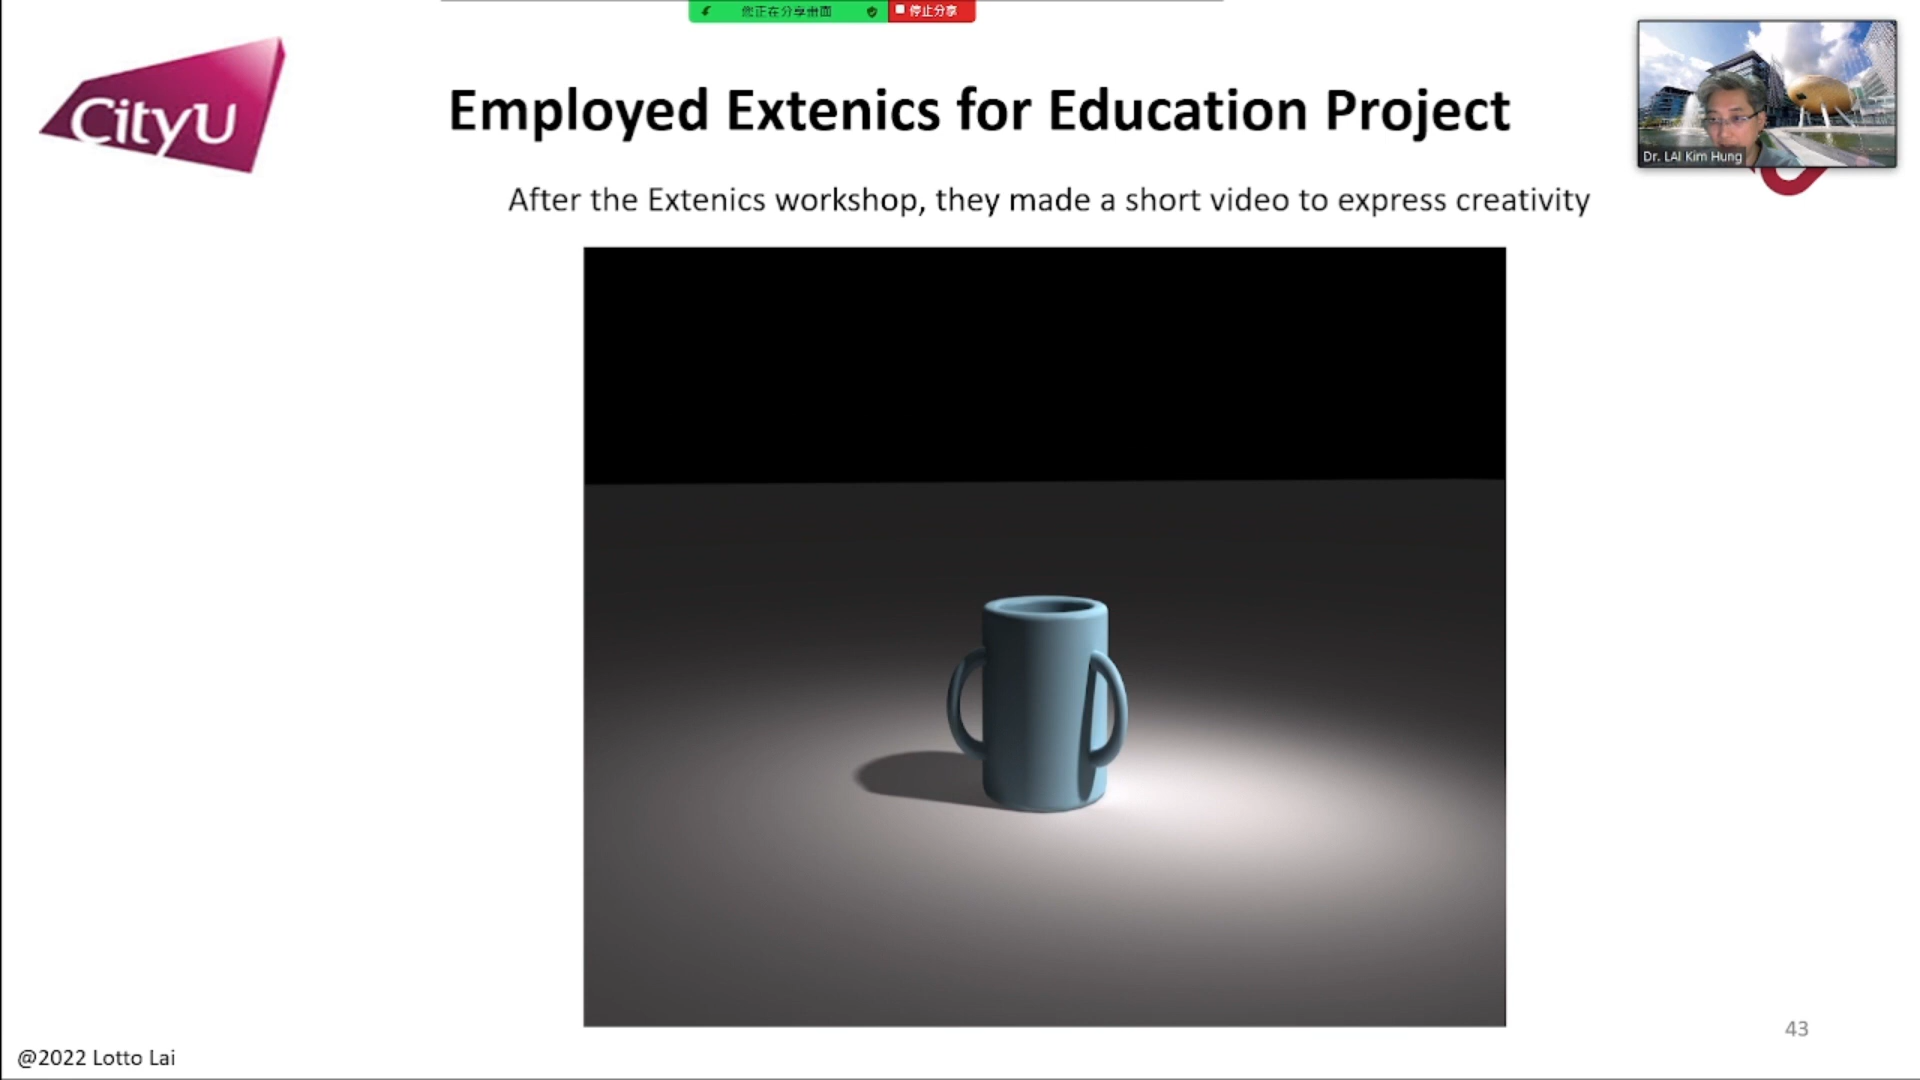 您正在分享畫面
停止分享
CityU
Employed Extenics for Education Project
Dr. LAI Kim Hung
After the Extenics workshop, they made a short video to express creativity
43
@2022 Lotto Lai